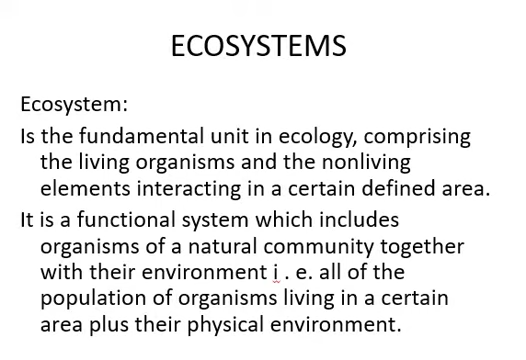 ECOSYSTEMS
Ecosystem:
Is the fundamental unit in ecology, comprising
the living organisms and the nonliving
elements interacting in a certain defined area.
It is a functional system which includes
organisms of a natural community together
with their environment i . e. all of the
population of organisms living in a certain
area plus their physical environment.